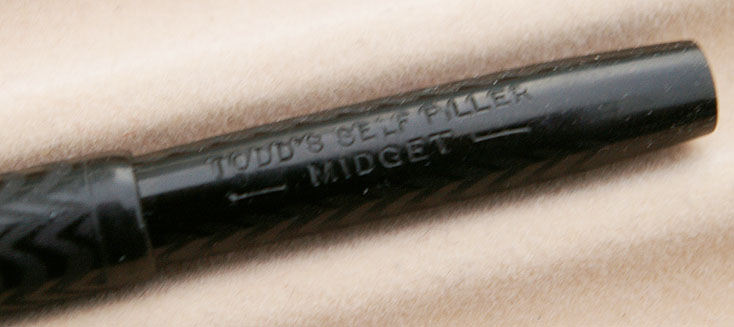 TODD'S SELF FILLER
— MIDGET —